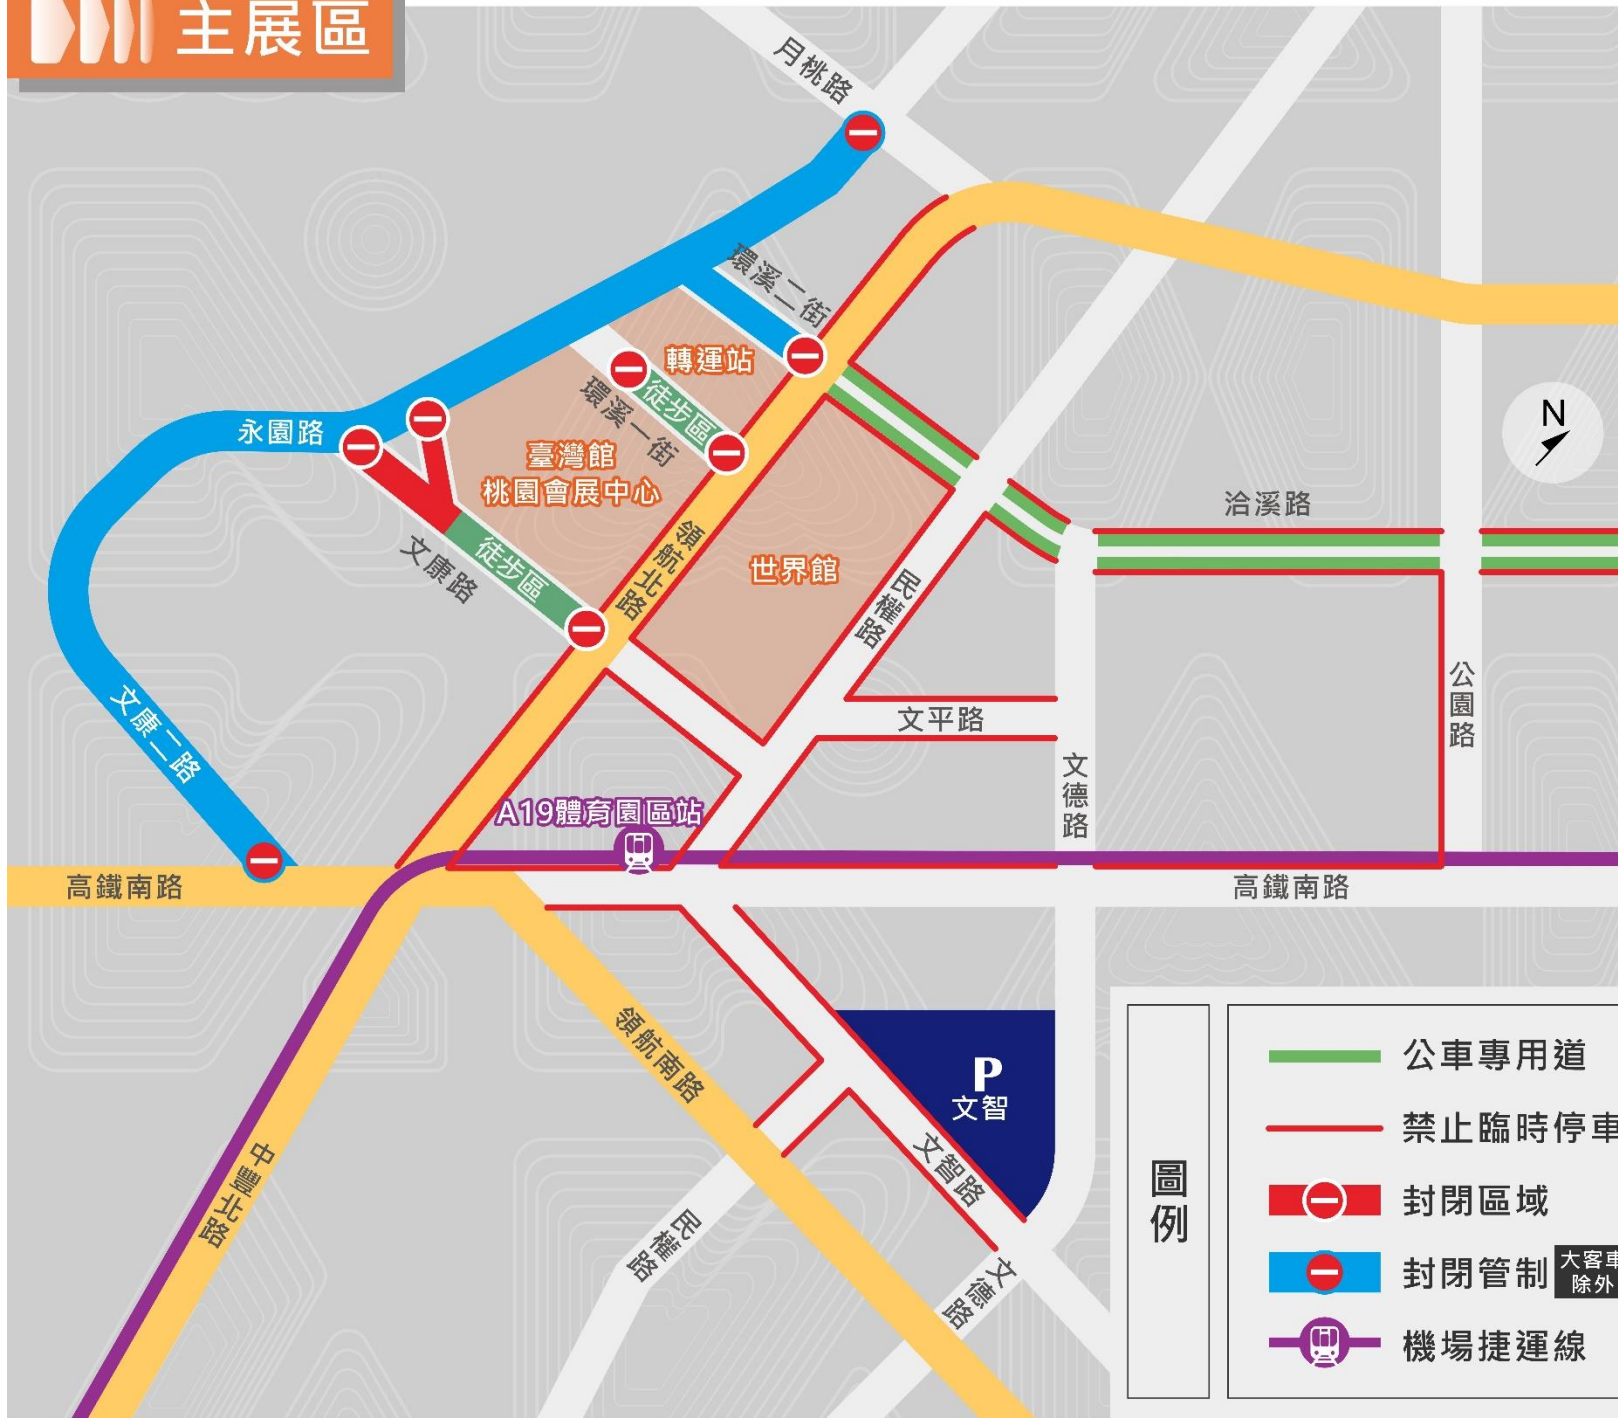 主展區
月桃路
環溪二街
轉運站
N
永園路
徒步區
環溪一街
臺灣館
桃園會展中心
洽溪路
領航北路
徒步區
文康路
世界館
民權路
公園路
文康二路
文平路
文德路
A19體育園區站
高鐵南路
高鐵南路
領航南路
P
文智
中豐北路
文智路
民權路
文德路
圖例
公車專用道
禁止臨時停車
封閉區域
封閉管制
大客車
除外
機場捷運線